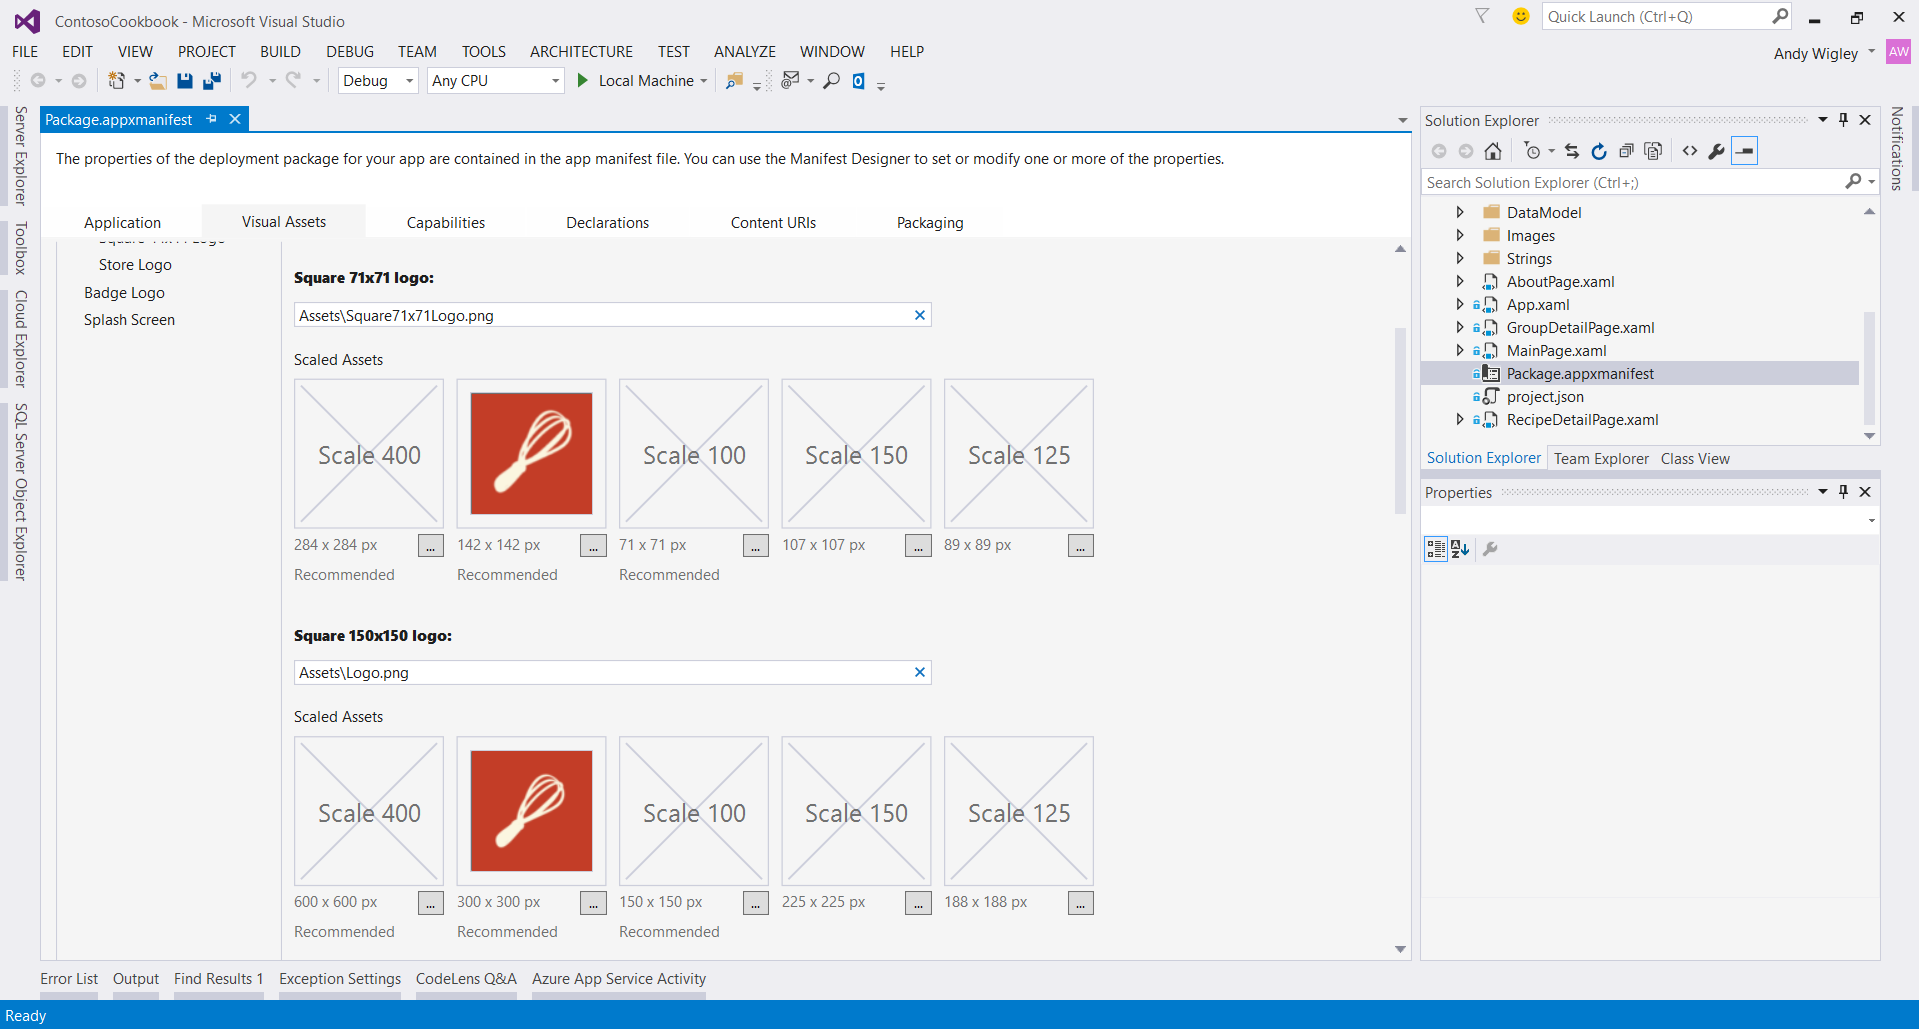 ContosoCookbook - Microsoft Visual Studio
Quick Launch (Ctrl+Q)
FILE EDIT VIEW PROJECT BUILD DEBUG TEAM TOOLS ARCHITECTURE TEST ANALYZE WINDOW HELP
Andy Wigley AW
Debug Any CPU Local Machine
Server Explorer
Toolbox
Cloud Explorer
SQL Server Object Explorer
Package.appxmanifest
The properties of the deployment package for your app are contained in the app manifest file. You can use the Manifest Designer to set or modify one or more of the properties.
Application Visual Assets Capabilities Declarations Content URIs Packaging
Square 71x71 Logo
Store Logo
Badge Logo
Splash Screen
Square 71x71 logo:
Assets\Square71x71Logo.png
Scaled Assets
Scale 400 Scale 100 Scale 150 Scale 125
284 x 284 px ... 142 x 142 px ... 71 x 71 px ... 107 x 107 px ... 89 x 89 px ...
Recommended Recommended Recommended
Square 150x150 logo:
Assets\Logo.png
Scaled Assets
Scale 400 Scale 100 Scale 150 Scale 125
600 x 600 px ... 300 x 300 px ... 150 x 150 px ... 225 x 225 px ... 188 x 188 px ...
Recommended Recommended Recommended
Solution Explorer
Search Solution Explorer (Ctrl+;)
DataModel
Images
Strings
AboutPage.xaml
App.xaml
GroupDetailPage.xaml
MainPage.xaml
Package.appxmanifest
project.json
RecipeDetailPage.xaml
Solution Explorer Team Explorer Class View
Properties
Notifications
Error List Output Find Results 1 Exception Settings CodeLens Q&A Azure App Service Activity
Ready